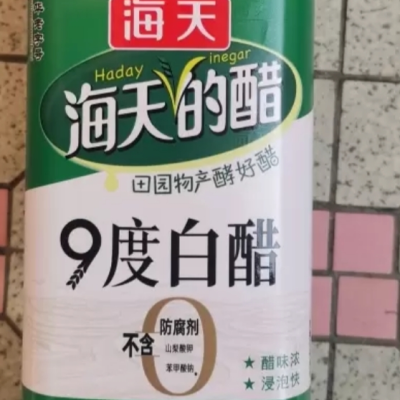 海天
Haday Vinegar
海天的醋
田园物产酵好醋
9度白醋
0
不含
防腐剂
山梨酸钾
苯甲酸钠
★ 醋味浓
★ 浸泡快